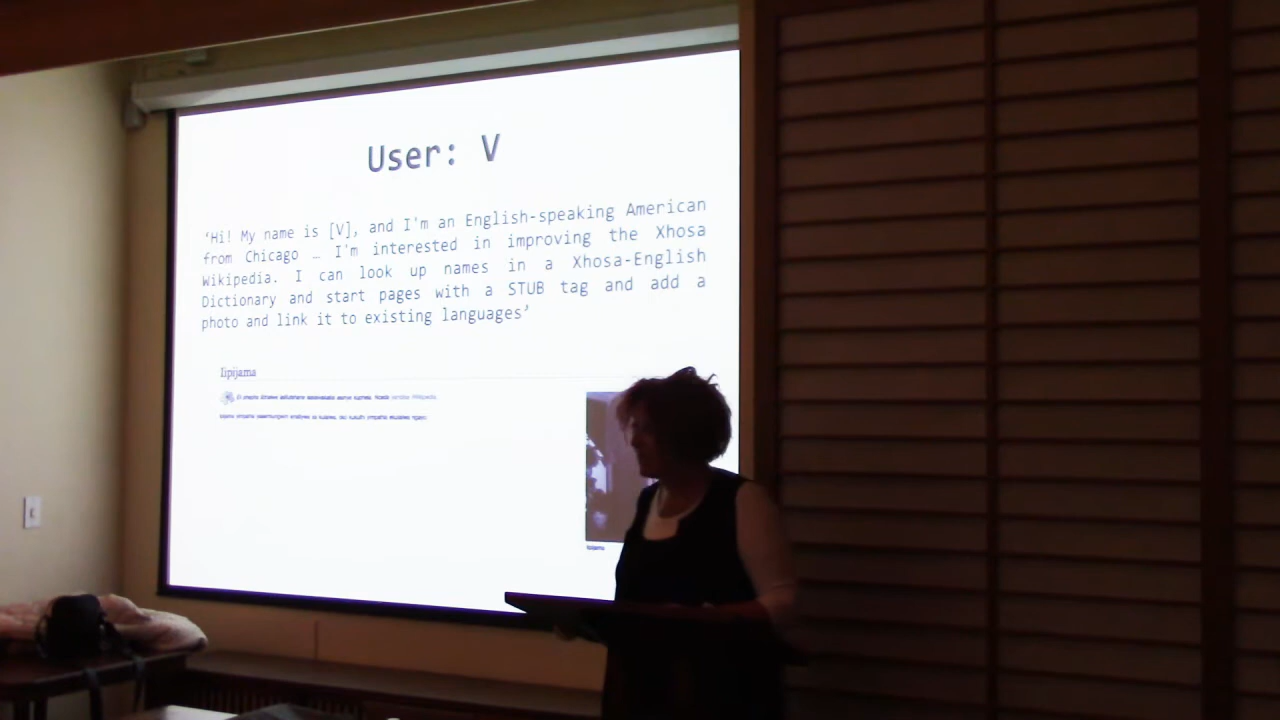 User: V
‘Hi! My name is [V], and I'm an English-speaking American
from Chicago … I'm interested in improving the Xhosa
Wikipedia. I can look up names in a Xhosa-English
Dictionary and start pages with a STUB tag and add a
photo and link it to existing languages’
Iipijama